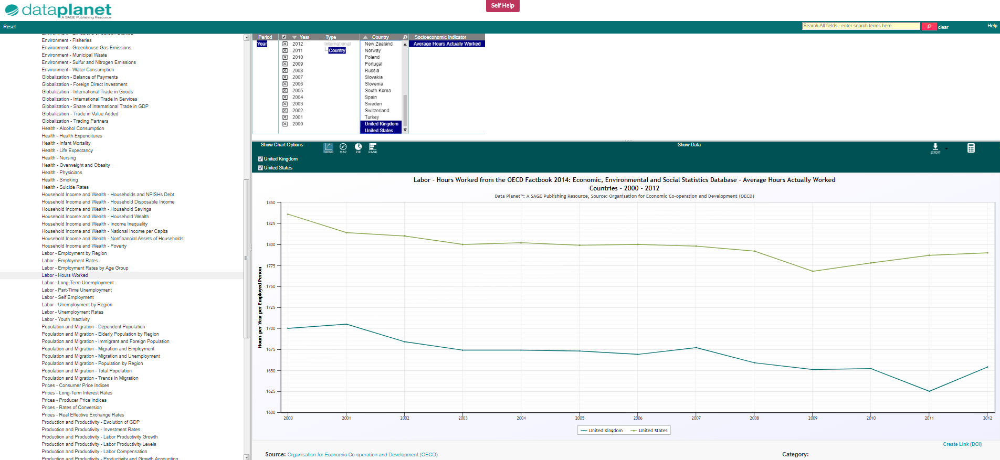 dataplanet
A SAGE Publishing Resource
Self Help
Reset
Search All fields - enter search terms here
clear
Help
Environment - Fisheries
Environment - Greenhouse Gas Emissions
Environment - Municipal Waste
Environment - Sulfur and Nitrogen Emissions
Environment - Water Consumption
Globalization - Balance of Payments
Globalization - Foreign Direct Investment
Globalization - International Trade in Goods
Globalization - International Trade in Services
Globalization - Share of International Trade in GDP
Globalization - Trade in Value Added
Globalization - Trading Partners
Health - Alcohol Consumption
Health - Health Expenditures
Health - Infant Mortality
Health - Life Expectancy
Health - Nursing
Health - Overweight and Obesity
Health - Physicians
Health - Smoking
Health - Suicide Rates
Household Income and Wealth - Households and NPISHs Debt
Household Income and Wealth - Household Disposable Income
Household Income and Wealth - Household Savings
Household Income and Wealth - Household Wealth
Household Income and Wealth - Income Inequality
Household Income and Wealth - National Income per Capita
Household Income and Wealth - Nonfinancial Assets of Households
Household Income and Wealth - Poverty
Labor - Employment by Region
Labor - Employment Rates
Labor - Employment Rates by Age Group
Labor - Hours Worked
Labor - Long-Term Unemployment
Labor - Part-Time Unemployment
Labor - Self Employment
Labor - Unemployment by Region
Labor - Unemployment Rates
Labor - Youth Inactivity
Population and Migration - Dependent Population
Population and Migration - Elderly Population by Region
Population and Migration - Immigrant and Foreign Population
Population and Migration - Migration and Employment
Population and Migration - Migration and Unemployment
Population and Migration - Population by Region
Population and Migration - Total Population
Population and Migration - Trends in Migration
Prices - Consumer Price Indices
Prices - Long-Term Interest Rates
Prices - Producer Price Indices
Prices - Rates of Conversion
Prices - Real Effective Exchange Rates
Production and Productivity - Evolution of GDP
Production and Productivity - Investment Rates
Production and Productivity - Labor Productivity Growth
Production and Productivity - Labor Productivity Levels
Production and Productivity - Labor Compensation
Production and Productivity - Productivity and Growth Accounting
Period
Year
Year
2012
2011
2010
2009
2008
2007
2006
2005
2004
2003
2002
2001
2000
Type
International
Country
Country
New Zealand
Norway
Poland
Portugal
Russia
Slovakia
Slovenia
South Korea
Spain
Sweden
Switzerland
Turkey
United Kingdom
United States
Socioeconomic Indicator
Average Hours Actually Worked
Show Chart Options
TREND
MAP
PIE
RANK
Show Data
EXPORT
United Kingdom
United States
Labor - Hours Worked from the OECD Factbook 2014: Economic, Environmental and Social Statistics Database - Average Hours Actually Worked
Countries - 2000 - 2012
Data Planet™: A SAGE Publishing Resource, Source: Organisation for Economic Co-operation and Development (OECD)
Hours per Year per Employed Person
1850
1825
1800
1775
1750
1725
1700
1675
1650
1625
1600
2000 2001 2002 2003 2004 2005 2006 2007 2008 2009 2010 2011 2012
United Kingdom United States
Create Link (DOI)
Source: Organisation for Economic Co-operation and Development (OECD)
Category: